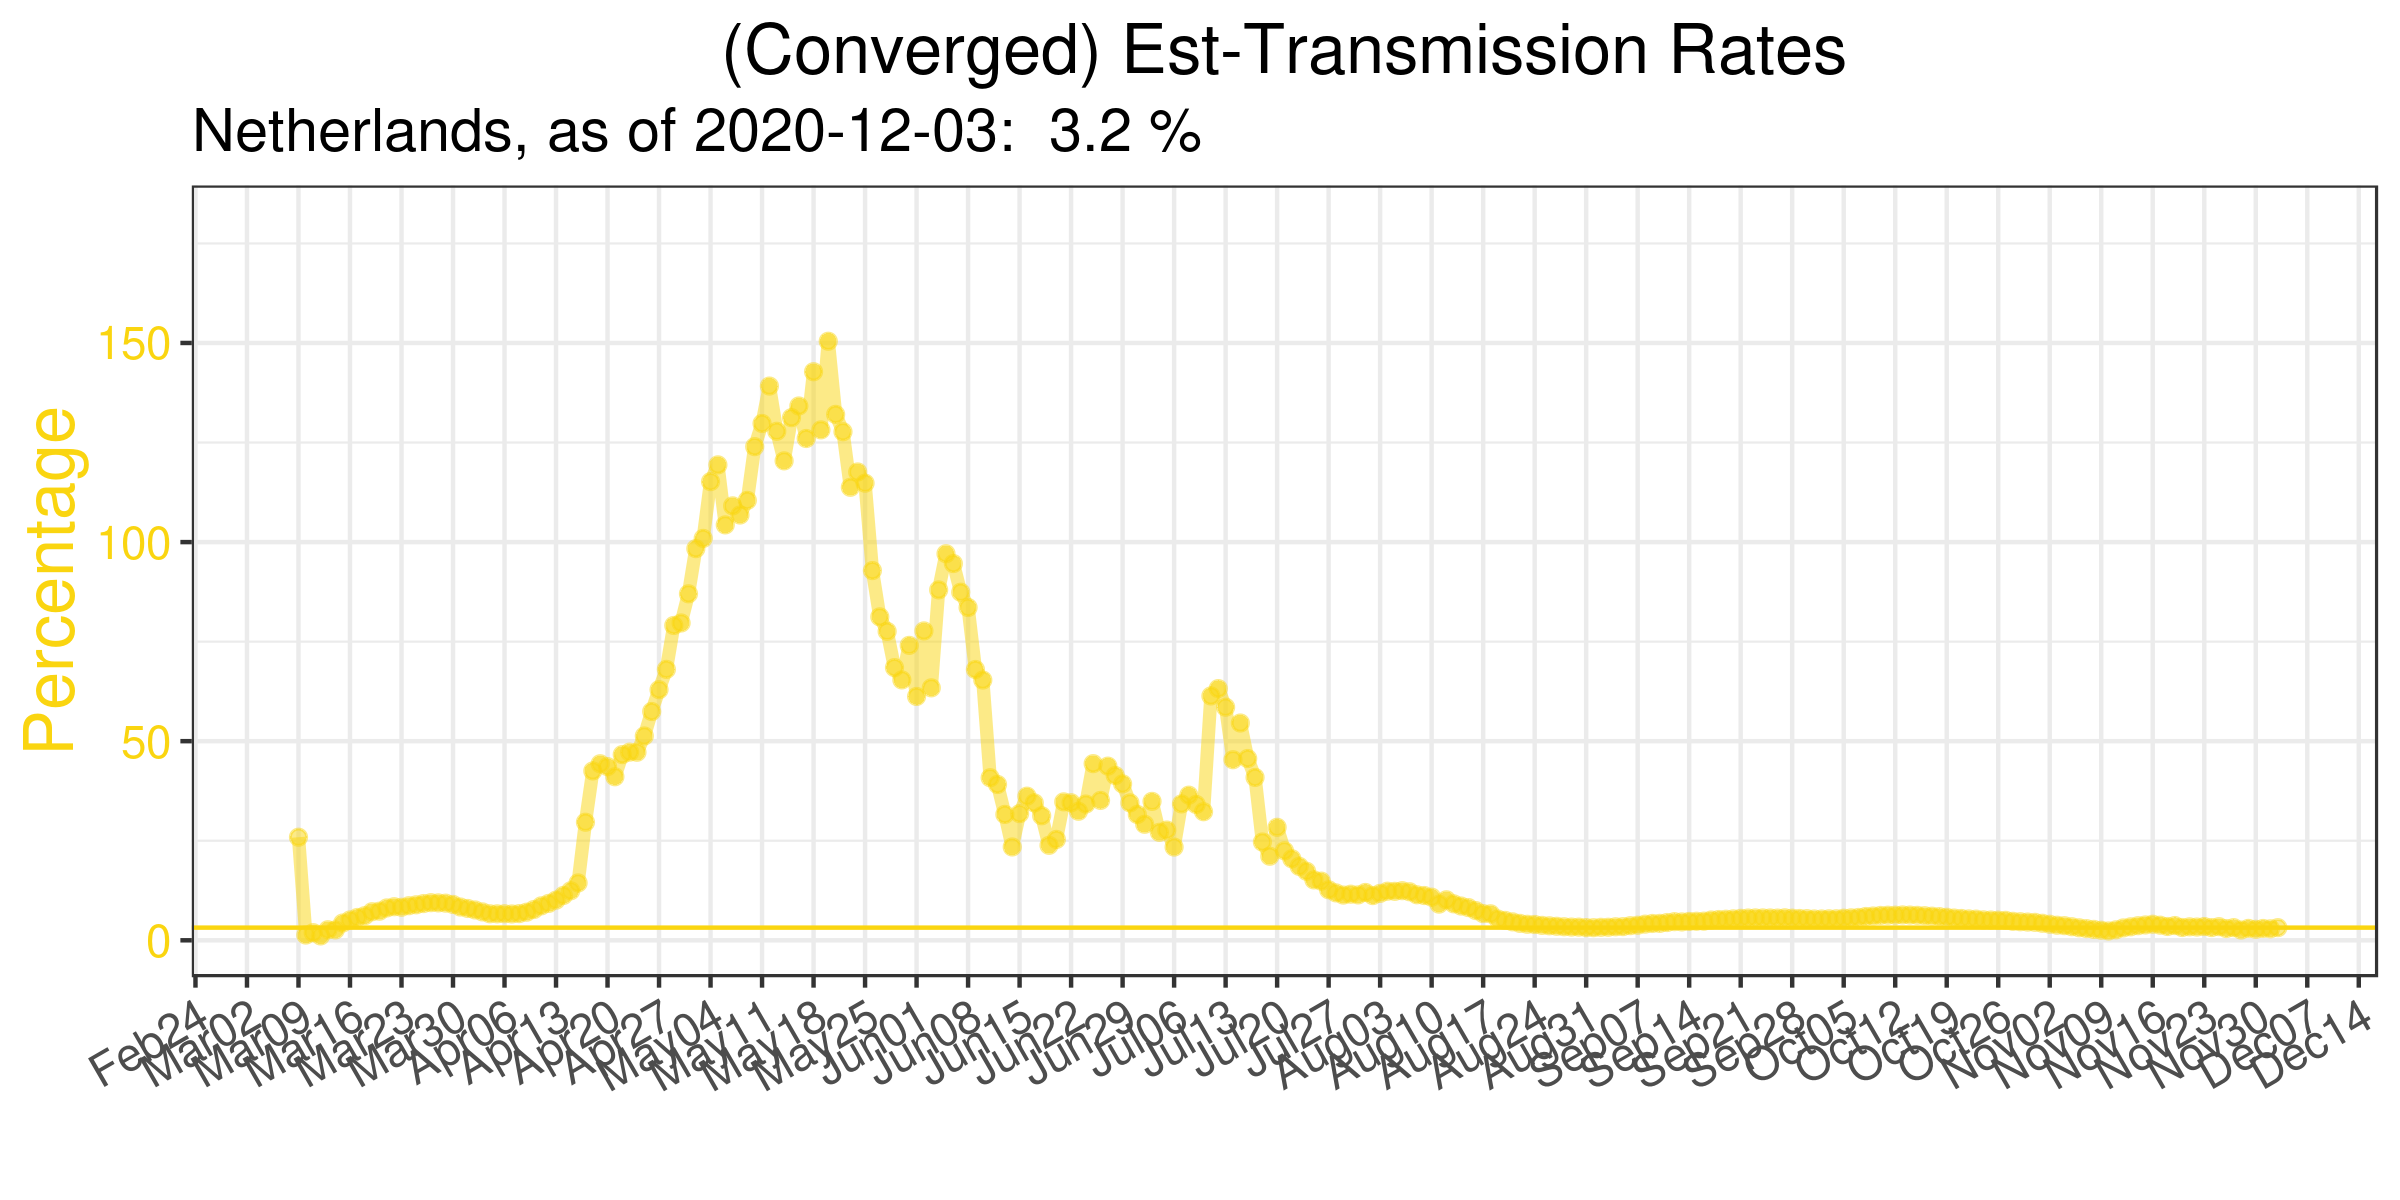 (Converged) Est-Transmission Rates
Netherlands, as of 2020-12-03:  3.2 %
Percentage
150
100
50
0
Feb24
Mar02
Mar09
Mar16
Mar23
Mar30
Apr06
Apr13
Apr20
Apr27
May04
May11
May18
May25
Jun01
Jun08
Jun15
Jun22
Jun29
Jul06
Jul13
Jul20
Jul27
Aug03
Aug10
Aug17
Aug24
Aug31
Sep07
Sep14
Sep21
Sep28
Oct05
Oct12
Oct19
Oct26
Nov02
Nov09
Nov16
Nov23
Nov30
Dec07
Dec14